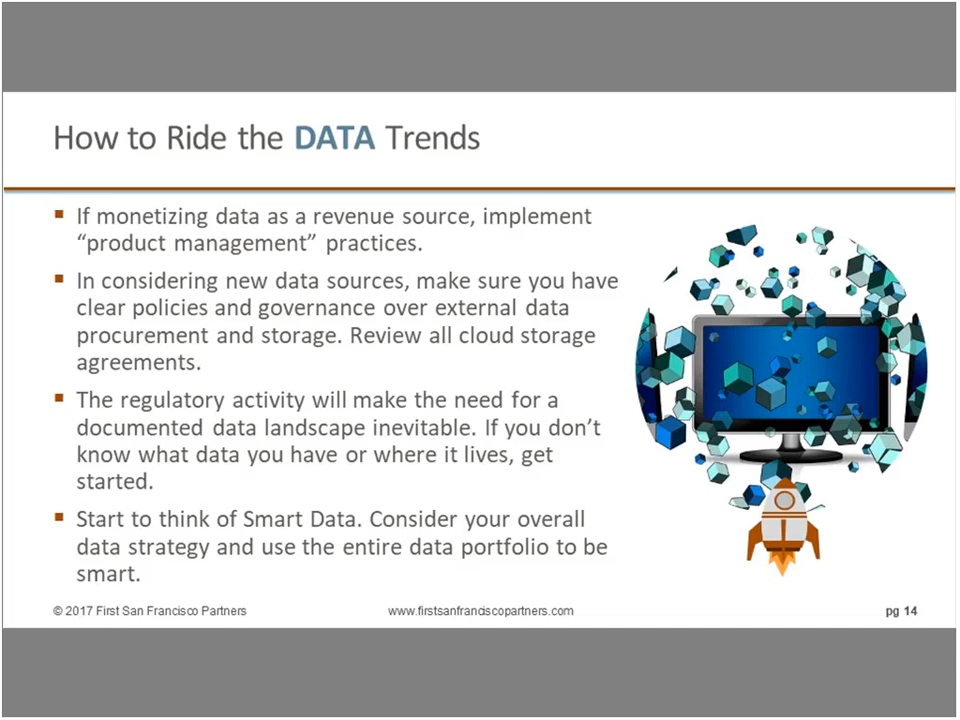 How to Ride the DATA Trends
▪ If monetizing data as a revenue source, implement
“product management” practices.
▪ In considering new data sources, make sure you have
clear policies and governance over external data
procurement and storage. Review all cloud storage
agreements.
▪ The regulatory activity will make the need for a
documented data landscape inevitable. If you don’t
know what data you have or where it lives, get
started.
▪ Start to think of Smart Data. Consider your overall
data strategy and use the entire data portfolio to be
smart.
© 2017 First San Francisco Partners
www.firstsanfranciscopartners.com
pg 14